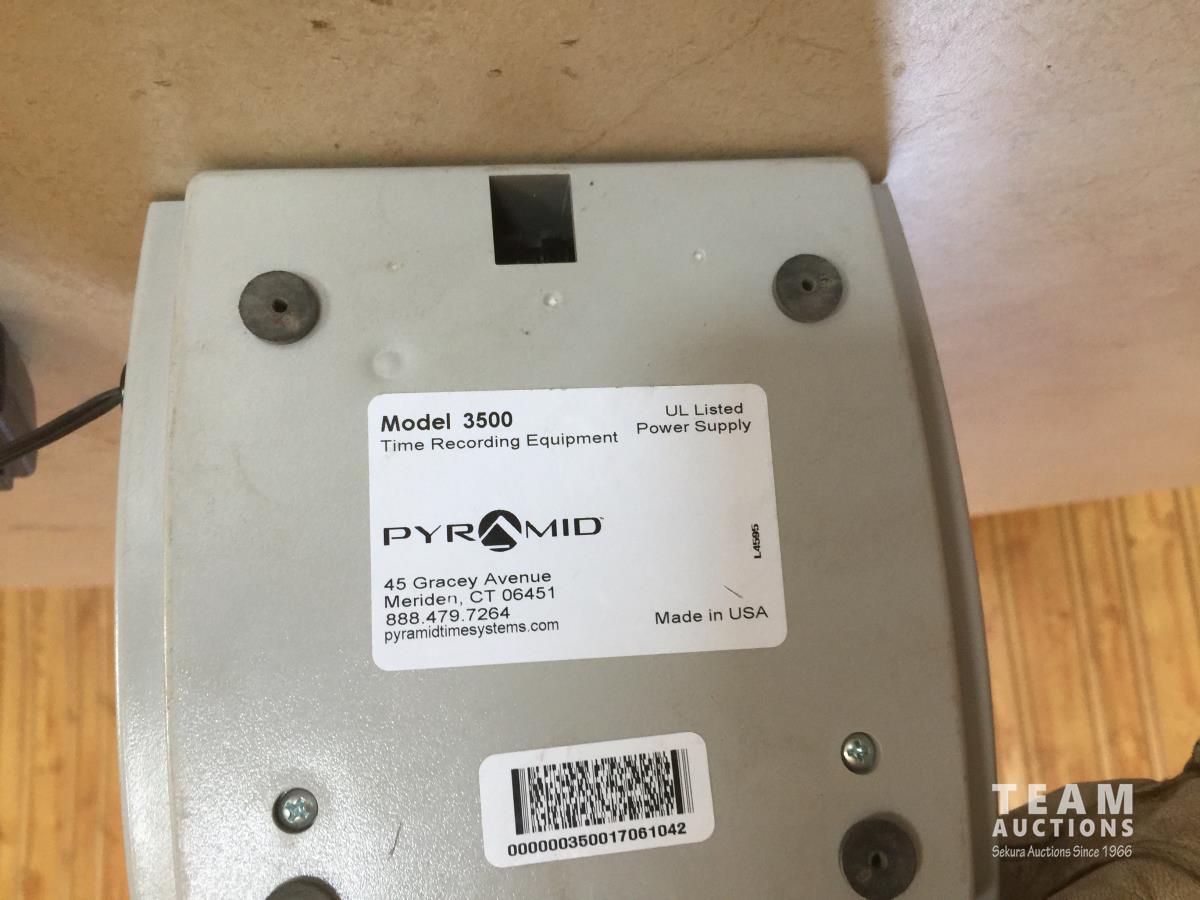 Model 3500
Time Recording Equipment
UL Listed
Power Supply
PYRAMID
L4595
45 Gracey Avenue
Meriden, CT 06451
888.479.7264
pyramidtimesystems.com
Made in USA
000000350017061042
TEAM
AUCTIONS
Sekura Auctions Since 1966